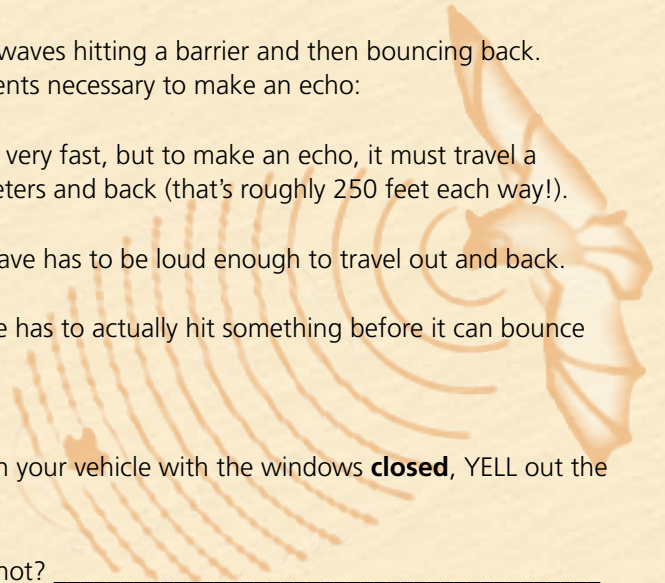 waves hitting a barrier and then bouncing back.
ents necessary to make an echo:
very fast, but to make an echo, it must travel a
eters and back (that’s roughly 250 feet each way!).
ave has to be loud enough to travel out and back.
e has to actually hit something before it can bounce
n your vehicle with the windows closed, YELL out the
not? ____________________________________________